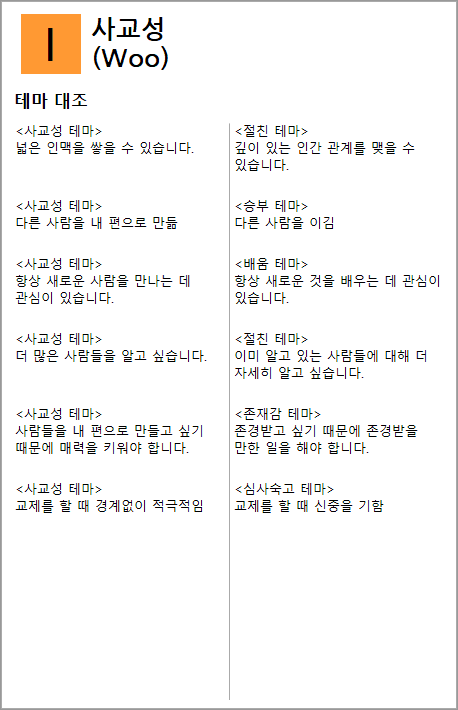 I
사교성
(Woo)
테마 대조
<사교성 테마>
넓은 인맥을 쌓을 수 있습니다.
<절친 테마>
깊이 있는 인간 관계를 맺을 수
있습니다.
<사교성 테마>
다른 사람을 내 편으로 만듦
<승부 테마>
다른 사람을 이김
<사교성 테마>
항상 새로운 사람을 만나는 데
관심이 있습니다.
<배움 테마>
항상 새로운 것을 배우는 데 관심이
있습니다.
<사교성 테마>
더 많은 사람들을 알고 싶습니다.
<절친 테마>
이미 알고 있는 사람들에 대해 더
자세히 알고 싶습니다.
<사교성 테마>
사람들을 내 편으로 만들고 싶기
때문에 매력을 키워야 합니다.
<존재감 테마>
존경받고 싶기 때문에 존경받을
만한 일을 해야 합니다.
<사교성 테마>
교제를 할 때 경계없이 적극적임
<심사숙고 테마>
교제를 할 때 신중을 기함